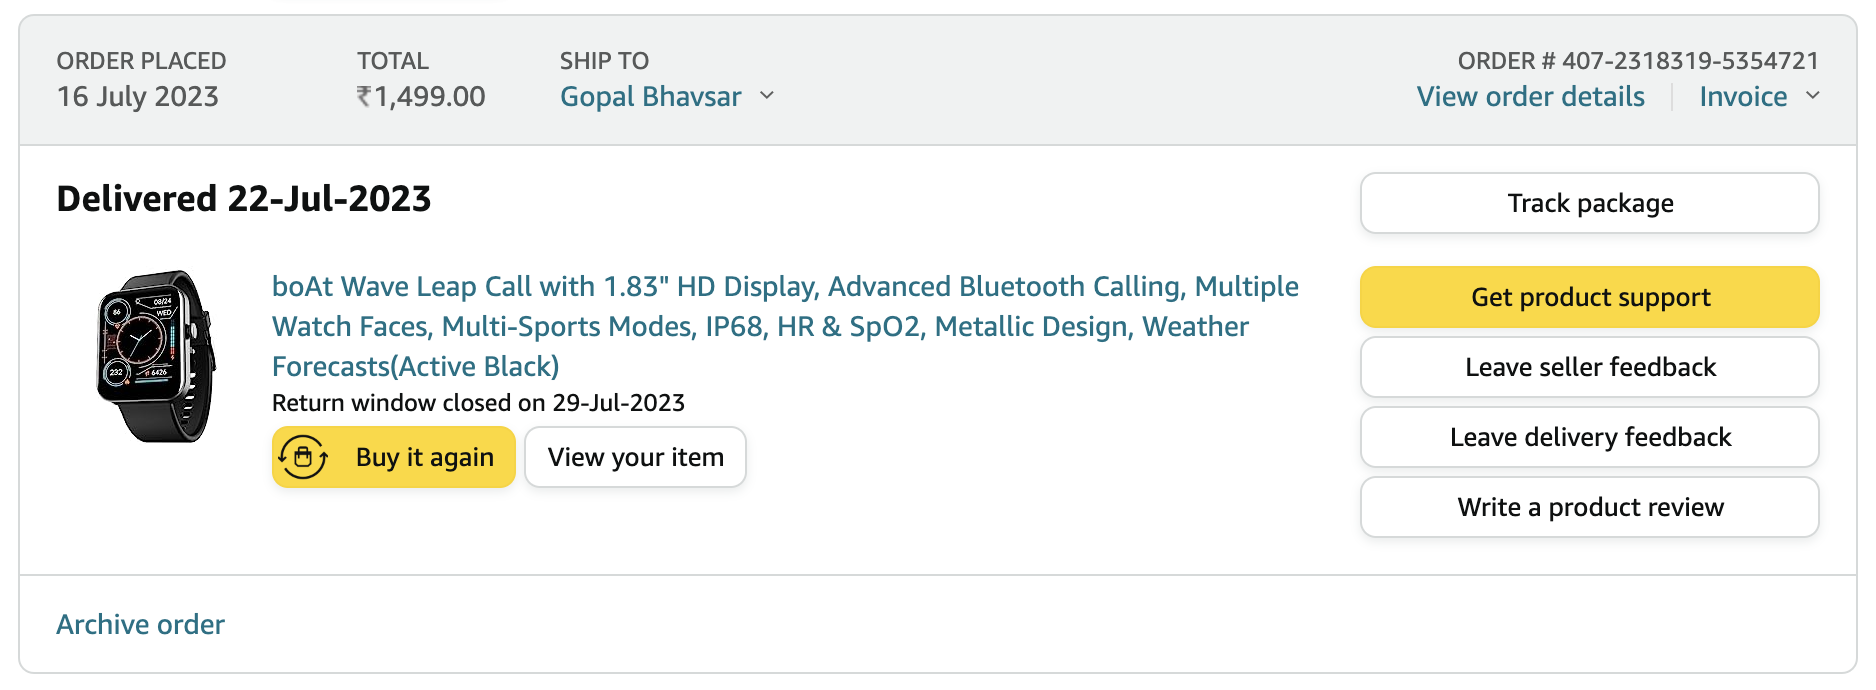 ORDER PLACED
16 July 2023
TOTAL
₹1,499.00
SHIP TO
Gopal Bhavsar
ORDER # 407-2318319-5354721
View order details
Invoice
Delivered 22-Jul-2023
boAt Wave Leap Call with 1.83" HD Display, Advanced Bluetooth Calling, Multiple
Watch Faces, Multi-Sports Modes, IP68, HR & SpO2, Metallic Design, Weather
Forecasts(Active Black)
Return window closed on 29-Jul-2023
Buy it again
View your item
Track package
Get product support
Leave seller feedback
Leave delivery feedback
Write a product review
Archive order
08/24
86
WED
232
6426